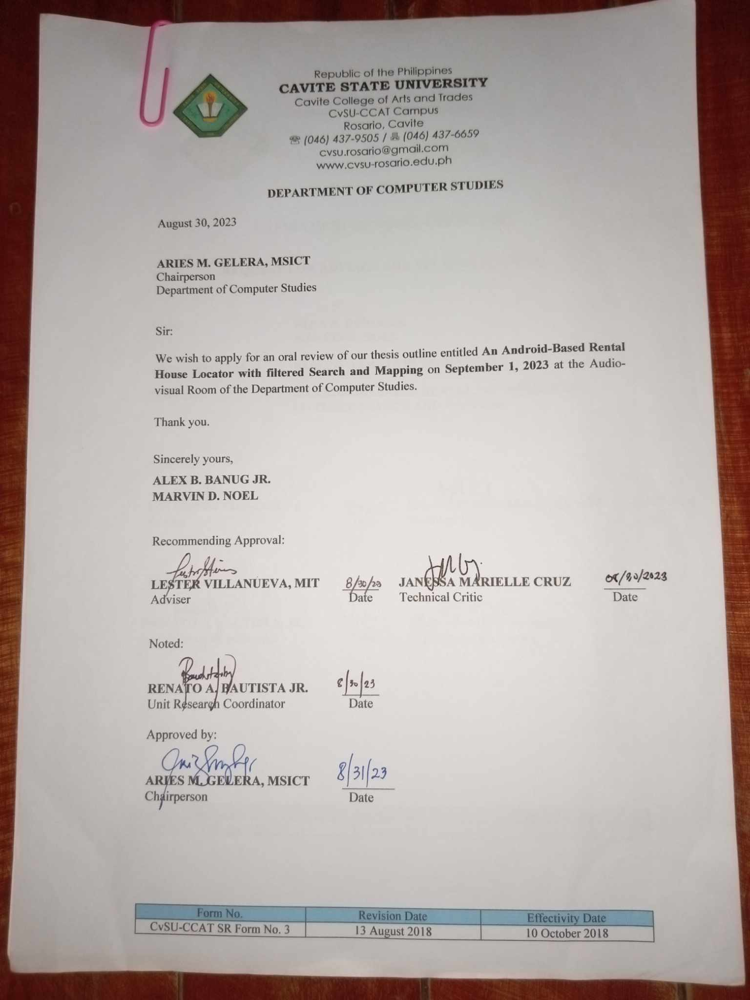 Republic of the Philippines
CAVITE STATE UNIVERSITY
Cavite College of Arts and Trades
CvSU-CCAT Campus
Rosario, Cavite
(046) 437-9505 / (046) 437-6659
cvsu.rosario@gmail.com
www.cvsu-rosario.edu.ph
DEPARTMENT OF COMPUTER STUDIES
August 30, 2023
ARIES M. GELERA, MSICT
Chairperson
Department of Computer Studies
Sir:
We wish to apply for an oral review of our thesis outline entitled An Android-Based Rental
House Locator with filtered Search and Mapping on September 1, 2023 at the Audio-
visual Room of the Department of Computer Studies.
Thank you.
Sincerely yours,
ALEX B. BANUG JR.
MARVIN D. NOEL
Recommending Approval:
LESTER VILLANUEVA, MIT 8/30/23 JANESSA MARIELLE CRUZ 08/30/2023
Adviser Date Technical Critic Date
Noted:
RENATO A. BAUTISTA JR. 8/30/23
Unit Research Coordinator Date
Approved by:
ARIES M. GELERA, MSICT 8/31/23
Chairperson Date
Form No. Revision Date Effectivity Date
CvSU-CCAT SR Form No. 3 13 August 2018 10 October 2018